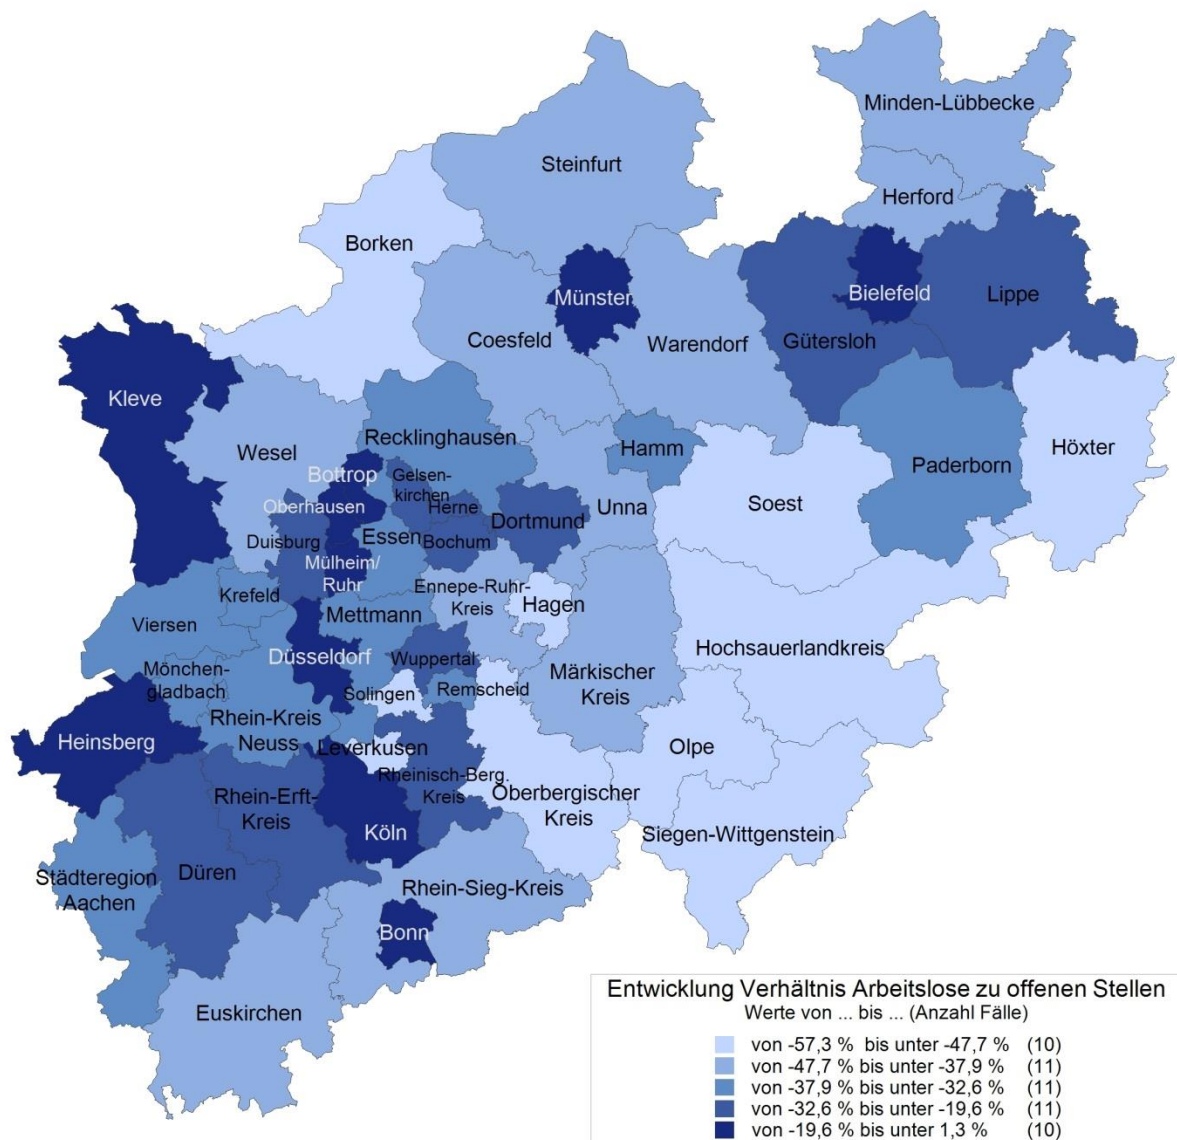 Minden-Lübbecke
Steinfurt
Herford
Borken
Münster
Bielefeld
Lippe
Coesfeld
Warendorf
Gütersloh
Kleve
Recklinghausen
Wesel
Hamm
Höxter
Paderborn
Bottrop
Gelsen-
kirchen
Oberhausen
Herne
Dortmund
Unna
Soest
Duisburg
Essen
Bochum
Mülheim/
Ruhr
Ennepe-Ruhr-
Kreis
Krefeld
Hagen
Mettmann
Viersen
Hochsauerlandkreis
Düsseldorf
Wuppertal
Mönchen-
gladbach
Märkischer
Kreis
Solingen
Remscheid
Rhein-Kreis
Neuss
Heinsberg
Leverkusen
Olpe
Rheinisch-Berg.
Kreis
Rhein-Erft-
Kreis
Oberbergischer
Kreis
Köln
Siegen-Wittgenstein
Düren
Städteregion
Aachen
Rhein-Sieg-Kreis
Bonn
Euskirchen
Entwicklung Verhältnis Arbeitslose zu offenen Stellen
Werte von ... bis ... (Anzahl Fälle)
von -57,3 % bis unter -47,7 % (10)
von -47,7 % bis unter -37,9 % (11)
von -37,9 % bis unter -32,6 % (11)
von -32,6 % bis unter -19,6 % (11)
von -19,6 % bis unter 1,3 % (10)